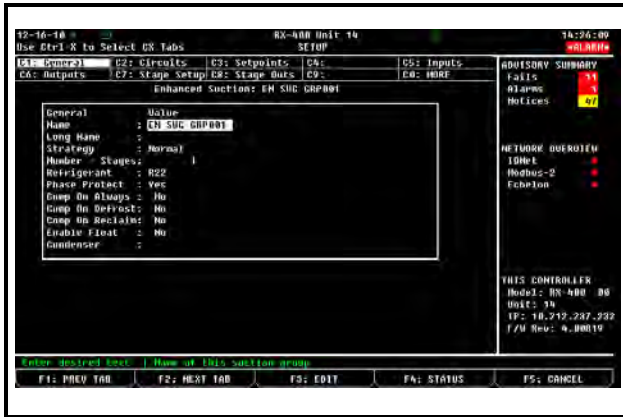 12-16-10 RX-400 Unit 14 14:26:09
Use Ctrl-X to Select CX Tabs SETUP *ALARM*
C1: General C2: Circuits C3: Setpoints C4: C5: Inputs
C6: Outputs C7: Stage Setup C8: Stage Outs C9: C0: MORE
Enhanced Suction: EN SUC GRP001
General Value
Name : EN SUC GRP001
Long Name :
Strategy : Normal
Number Stages: 1
Refrigerant : R22
Phase Protect : Yes
Comp On Always : No
Comp On Defrost: No
Comp On Reclaim: No
Enable Float : No
Condenser :
ADVISORY SUMMARY
Fails
Alarms
Notices 47
NETWORK OVERVIEW
IONet
Modbus-2
Echelon
THIS CONTROLLER
Model: RX-400 00
Unit: 14
IP: 10.212.237.232
F/W Rev: 4.00B19
Enter desired text | Name of this suction group
F1: PREV TAB F2: NEXT TAB F3: EDIT F4: STATUS F5: CANCEL